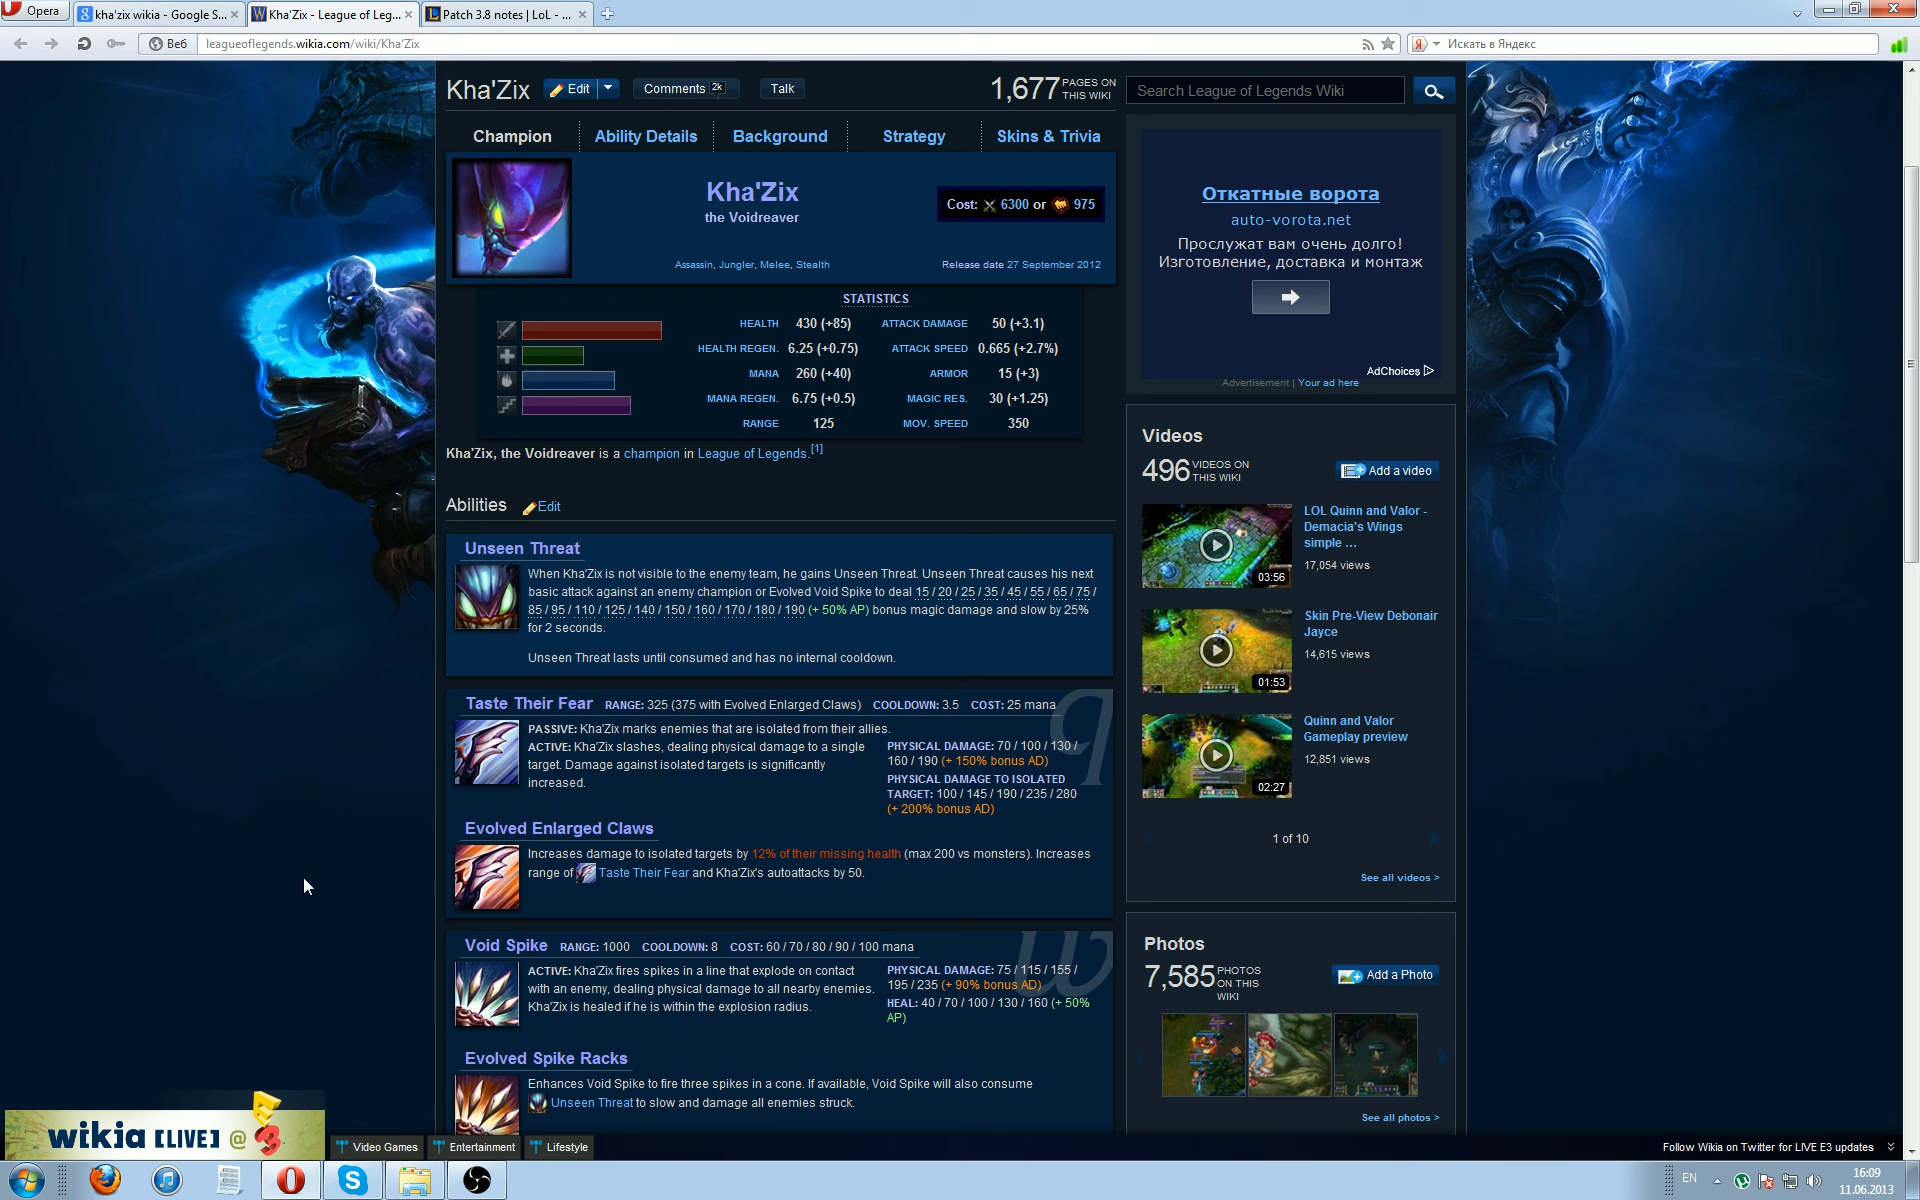 Opera
kha'zix wikia - Google S...
Kha'Zix - League of Leg...
Patch 3.8 notes | LoL - ...
Веб
leagueoflegends.wikia.com/wiki/Kha'Zix
Искать в Яндекс
Kha'Zix
Edit
Comments 2k
Talk
1,677 PAGES ON THIS WIKI
Search League of Legends Wiki
Champion
Ability Details
Background
Strategy
Skins & Trivia
Kha'Zix
the Voidreaver
Cost: 6300 or 975
Assassin, Jungler, Melee, Stealth
Release date 27 September 2012
STATISTICS
HEALTH 430 (+85) ATTACK DAMAGE 50 (+3.1)
HEALTH REGEN. 6.25 (+0.75) ATTACK SPEED 0.665 (+2.7%)
MANA 260 (+40) ARMOR 15 (+3)
MANA REGEN. 6.75 (+0.5) MAGIC RES. 30 (+1.25)
RANGE 125 MOV. SPEED 350
Kha'Zix, the Voidreaver is a champion in League of Legends.[1]
Abilities Edit
Unseen Threat
When Kha'Zix is not visible to the enemy team, he gains Unseen Threat. Unseen Threat causes his next
basic attack against an enemy champion or Evolved Void Spike to deal 15 / 20 / 25 / 35 / 45 / 55 / 65 / 75 /
85 / 95 / 110 / 125 / 140 / 150 / 160 / 170 / 180 / 190 (+ 50% AP) bonus magic damage and slow by 25%
for 2 seconds.
Unseen Threat lasts until consumed and has no internal cooldown.
q
Taste Their Fear RANGE: 325 (375 with Evolved Enlarged Claws) COOLDOWN: 3.5 COST: 25 mana
PASSIVE: Kha'Zix marks enemies that are isolated from their allies.
ACTIVE: Kha'Zix slashes, dealing physical damage to a single
target. Damage against isolated targets is significantly
increased.
PHYSICAL DAMAGE: 70 / 100 / 130 /
160 / 190 (+ 150% bonus AD)
PHYSICAL DAMAGE TO ISOLATED
TARGET: 100 / 145 / 190 / 235 / 280
(+ 200% bonus AD)
Evolved Enlarged Claws
Increases damage to isolated targets by 12% of their missing health (max 200 vs monsters). Increases
range of Taste Their Fear and Kha'Zix's autoattacks by 50.
w
Void Spike RANGE: 1000 COOLDOWN: 8 COST: 60 / 70 / 80 / 90 / 100 mana
ACTIVE: Kha'Zix fires spikes in a line that explode on contact
with an enemy, dealing physical damage to all nearby enemies.
Kha'Zix is healed if he is within the explosion radius.
PHYSICAL DAMAGE: 75 / 115 / 155 /
195 / 235 (+ 90% bonus AD)
HEAL: 40 / 70 / 100 / 130 / 160 (+ 50%
AP)
Evolved Spike Racks
Enhances Void Spike to fire three spikes in a cone. If available, Void Spike will also consume
Unseen Threat to slow and damage all enemies struck.
Откатные ворота
auto-vorota.net
Прослужат вам очень долго!
Изготовление, доставка и монтаж
AdChoices
Advertisement | Your ad here
Videos
496 VIDEOS ON THIS WIKI
Add a video
03:56
LOL Quinn and Valor -
Demacia's Wings
simple ...
17,054 views
01:53
Skin Pre-View Debonair
Jayce
14,615 views
02:27
Quinn and Valor
Gameplay preview
12,851 views
1 of 10
See all videos >
Photos
7,585 PHOTOS ON THIS WIKI
Add a Photo
See all photos >
wikia [LIVE] @ E3
Video Games
Entertainment
Lifestyle
Follow Wikia on Twitter for LIVE E3 updates
EN
16:09
11.06.2013